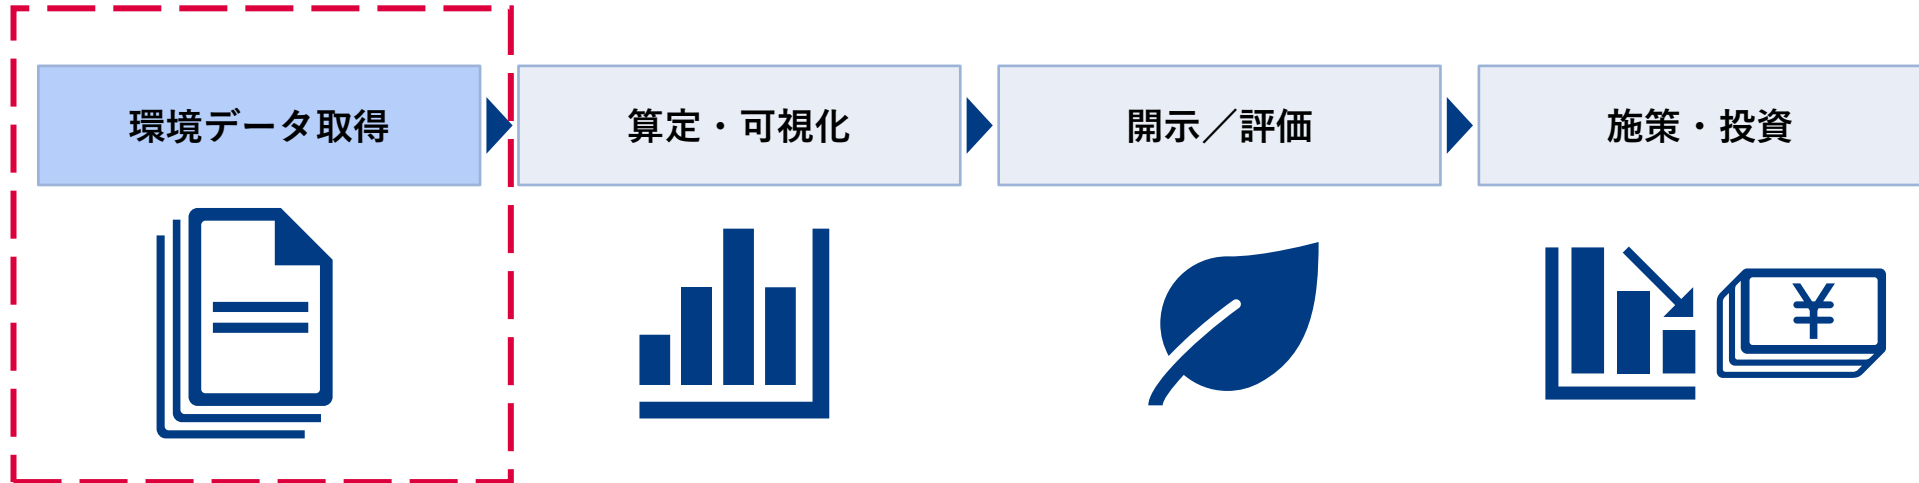 環境データ取得
算定・可視化
開示／評価
施策・投資
¥